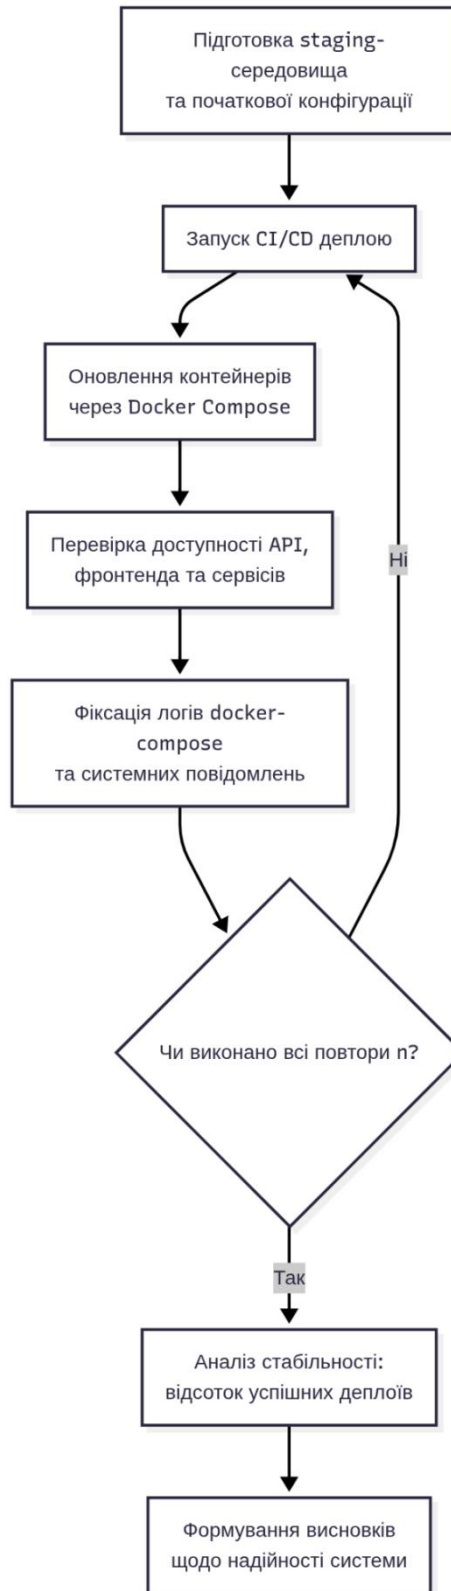 Підготовка staging-
середовища
та початкової конфігурації
Запуск CI/CD деплою
Оновлення контейнерів
через Docker Compose
Перевірка доступності API,
фронтенда та сервісів
Ні
Фіксація логів docker-
compose
та системних повідомлень
Чи виконано всі повтори n?
Так
Аналіз стабільності:
відсоток успішних деплоїв
Формування висновків
щодо надійності системи